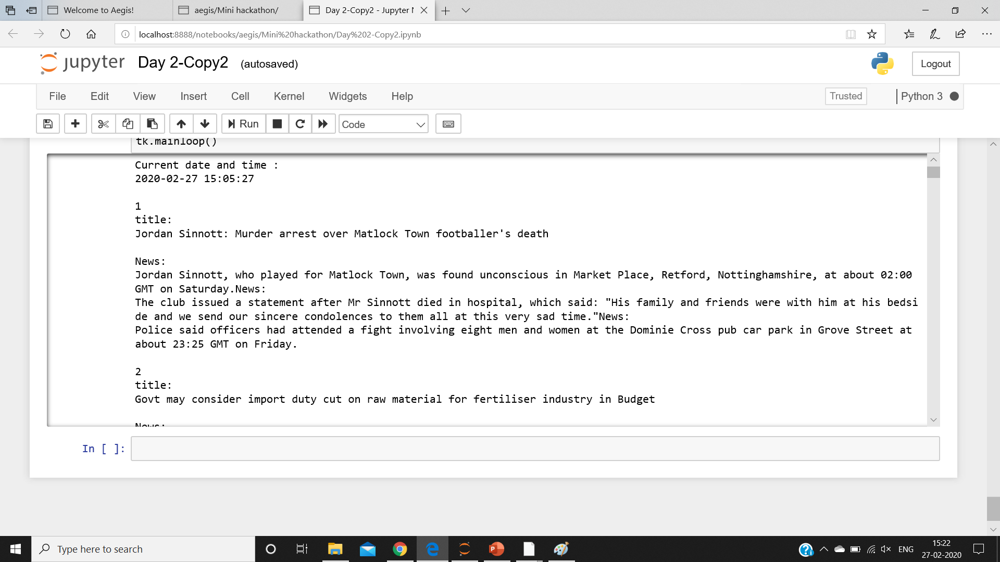 Welcome to Aegis!
aegis/Mini hackathon/
Day 2-Copy2 - Jupyter N
localhost:8888/notebooks/aegis/Mini%20hackathon/Day%202-Copy2.ipynb
jupyter Day 2-Copy2 (autosaved)
Logout
File Edit View Insert Cell Kernel Widgets Help
Trusted
Python 3
Run
Code
tk.mainloop()
Current date and time :
2020-02-27 15:05:27
1
title:
Jordan Sinnott: Murder arrest over Matlock Town footballer's death
News:
Jordan Sinnott, who played for Matlock Town, was found unconscious in Market Place, Retford, Nottinghamshire, at about 02:00
GMT on Saturday.News:
The club issued a statement after Mr Sinnott died in hospital, which said: "His family and friends were with him at his bedsi
de and we send our sincere condolences to them all at this very sad time."News:
Police said officers had attended a fight involving eight men and women at the Dominie Cross pub car park in Grove Street at
about 23:25 GMT on Friday.
2
title:
Govt may consider import duty cut on raw material for fertiliser industry in Budget
News:
In [ ]:
Type here to search
ENG
15:22
27-02-2020